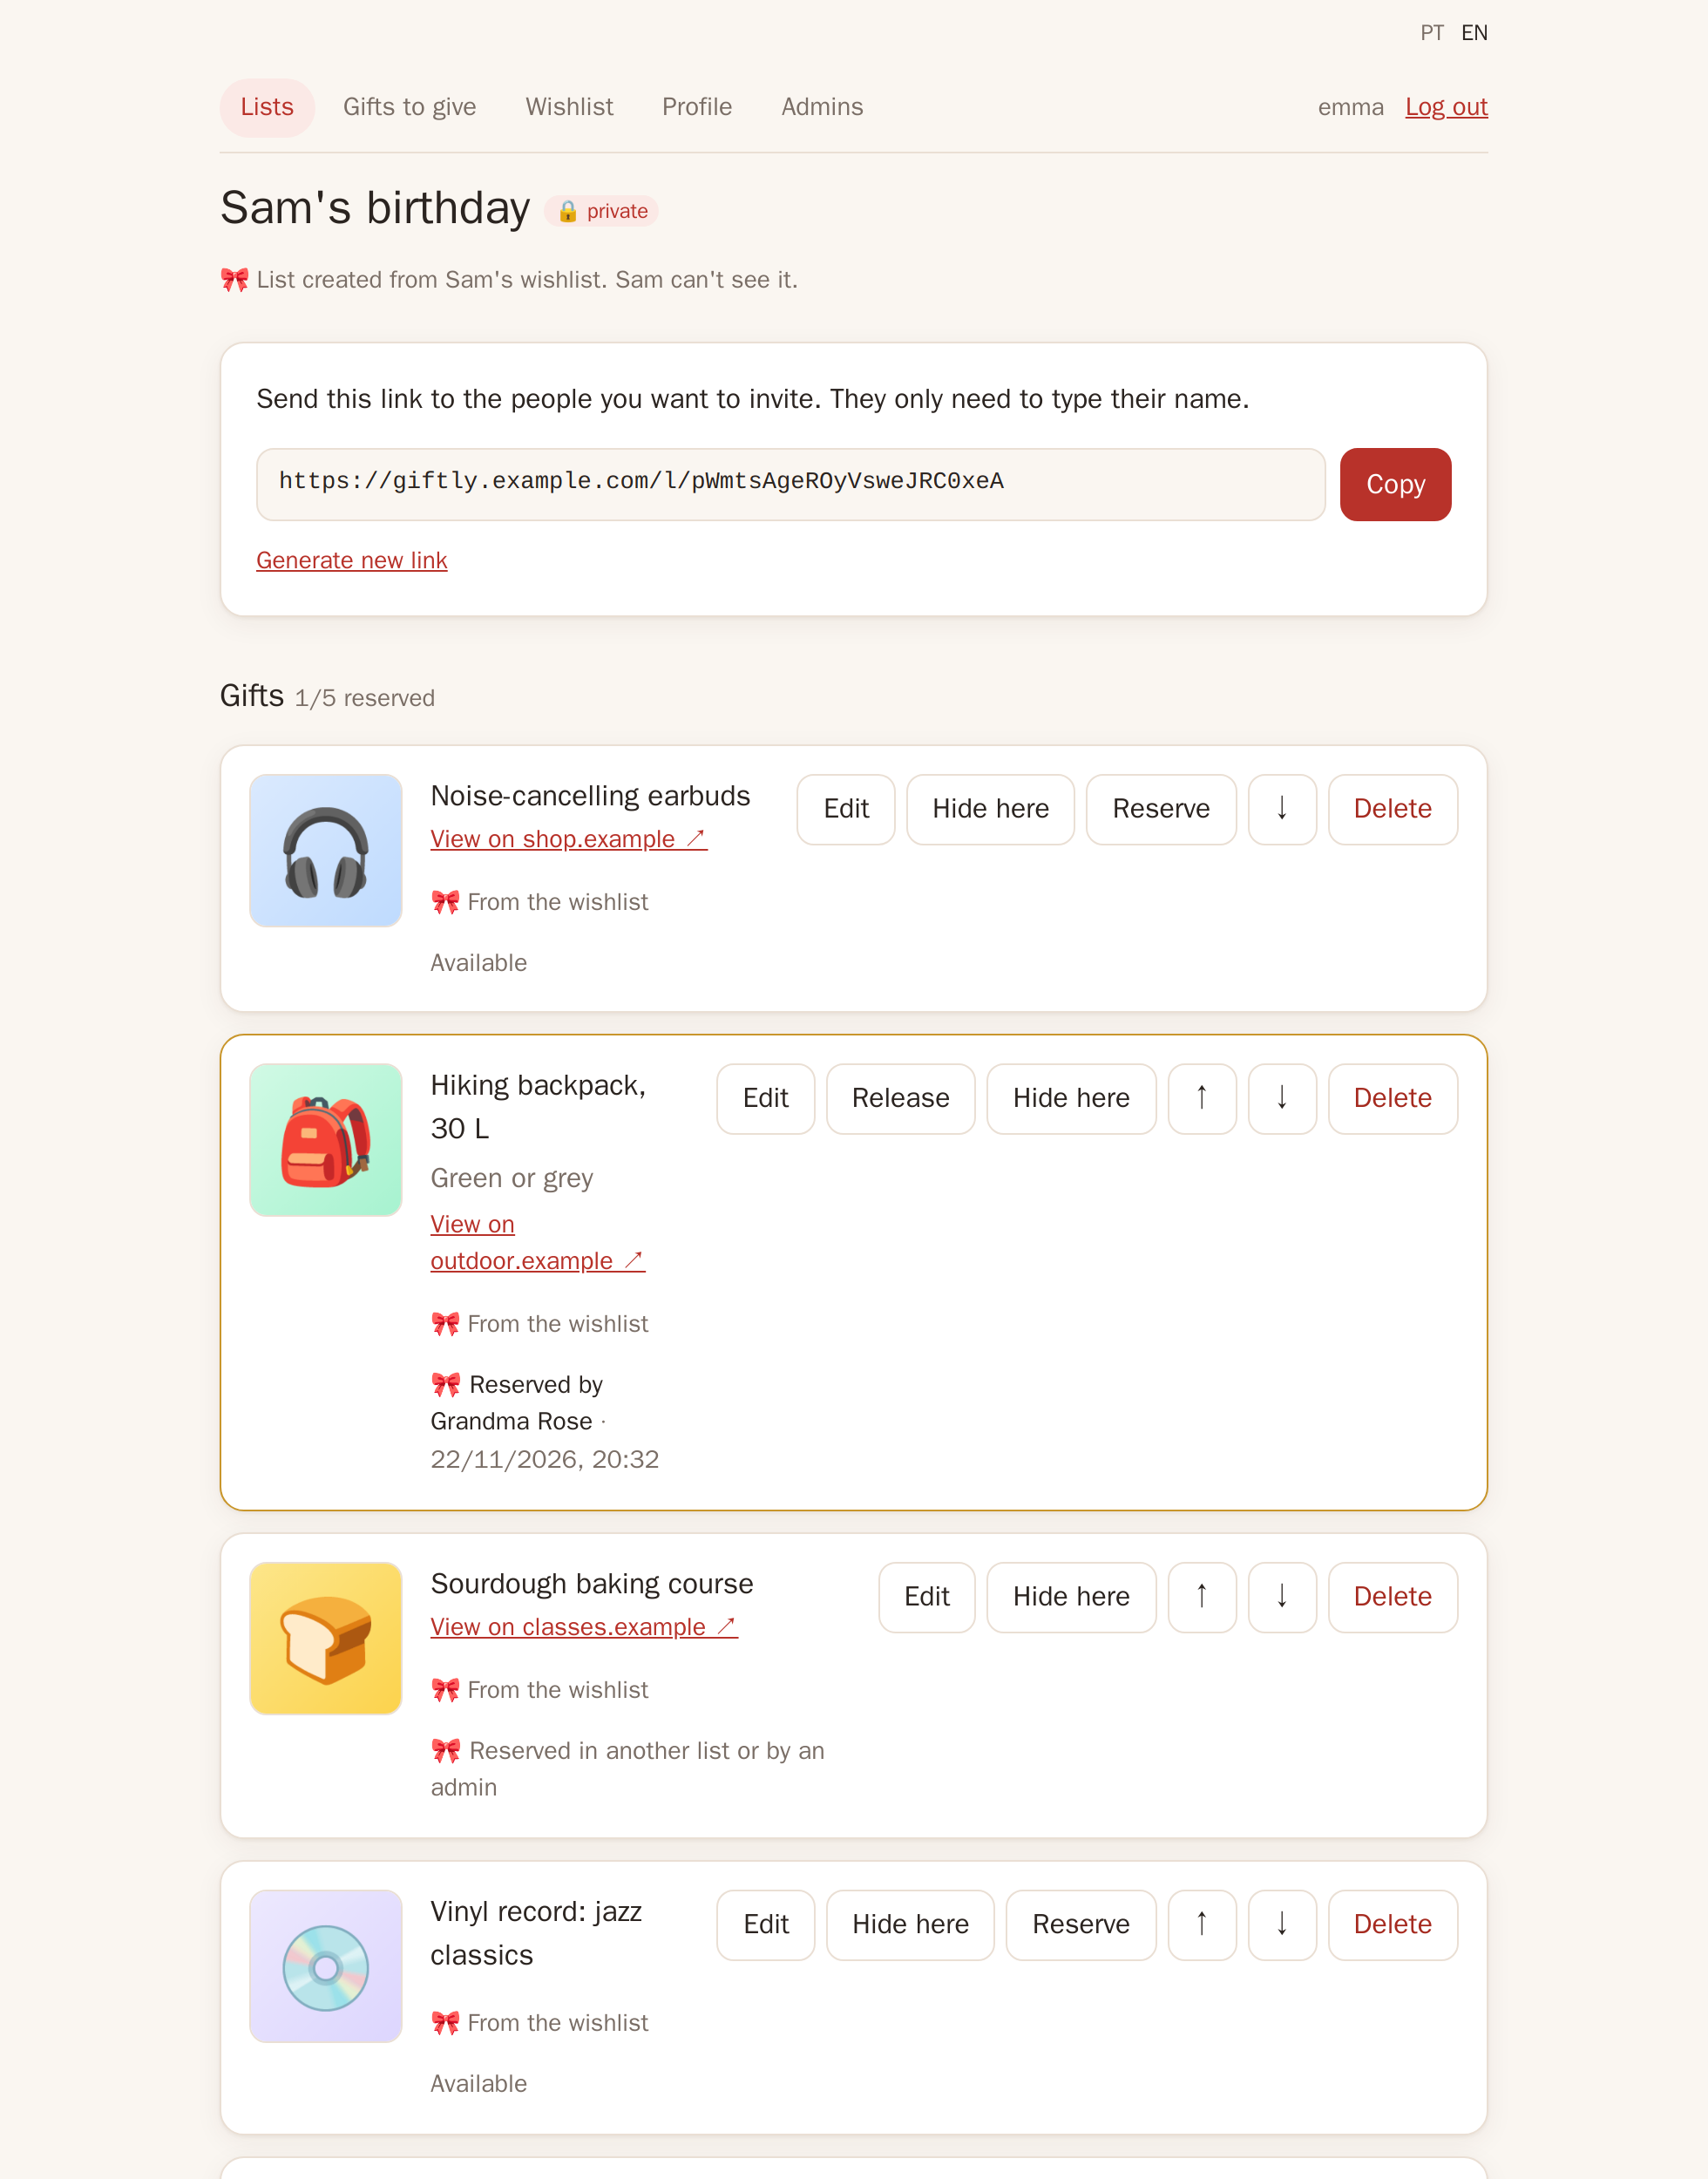 PT EN
Lists Gifts to give Wishlist Profile Admins emma Log out
Sam's birthday 🔒 private
🎀 List created from Sam's wishlist. Sam can't see it.
Send this link to the people you want to invite. They only need to type their name.
https://giftly.example.com/l/pWmtsAgeROyVsweJRC0xeA Copy
Generate new link
Gifts 1/5 reserved
Noise-cancelling earbuds Edit Hide here Reserve ↓ Delete
View on shop.example ↗
🎀 From the wishlist
Available
Hiking backpack, Edit Release Hide here ↑ ↓ Delete
30 L
Green or grey
View on
outdoor.example ↗
🎀 From the wishlist
🎀 Reserved by
Grandma Rose ·
22/11/2026, 20:32
Sourdough baking course Edit Hide here ↑ ↓ Delete
View on classes.example ↗
🎀 From the wishlist
🎀 Reserved in another list or by an
admin
Vinyl record: jazz Edit Hide here Reserve ↑ ↓ Delete
classics
🎀 From the wishlist
Available